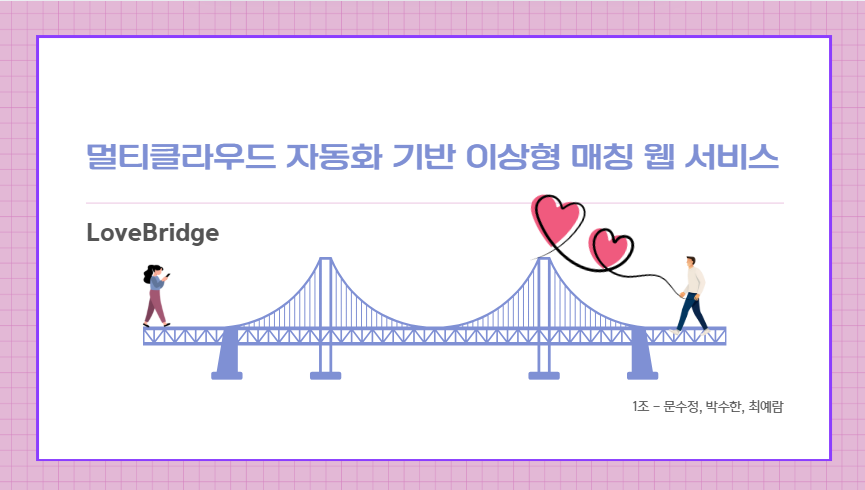 멀티클라우드 자동화 기반 이상형 매칭 웹 서비스
LoveBridge
1조 - 문수정, 박수한, 최예람